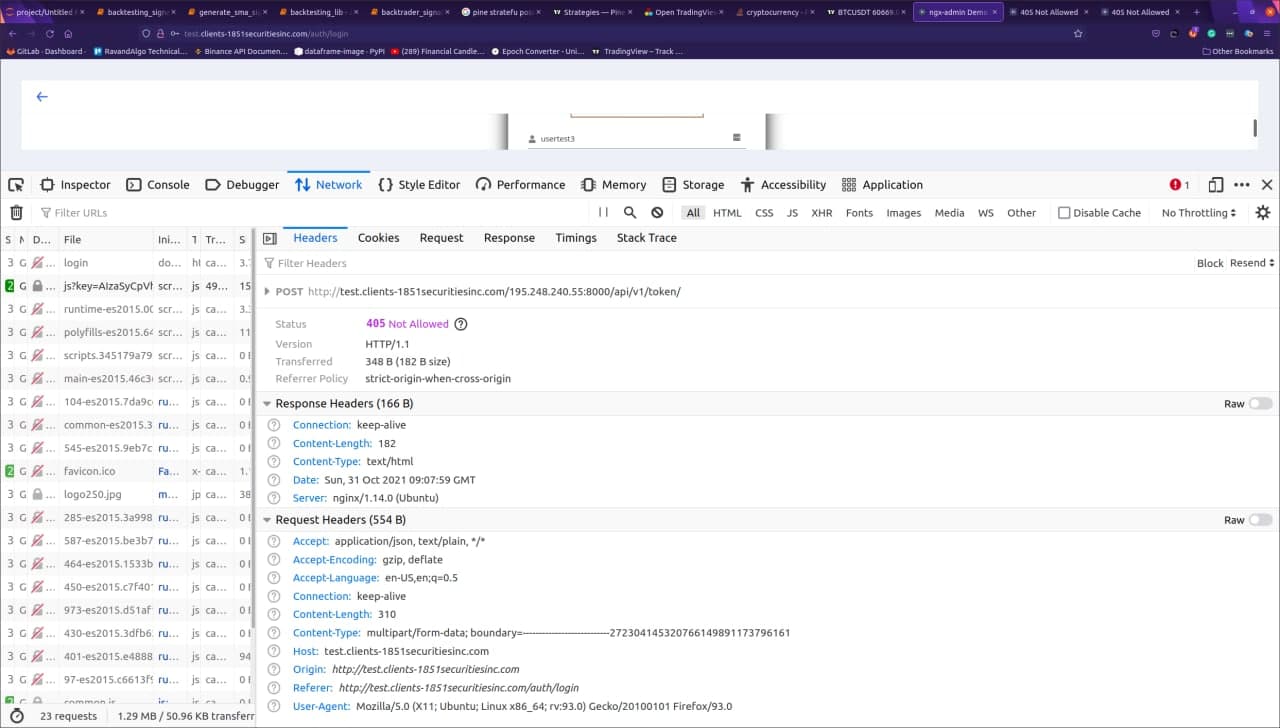 project/Untitled F
backtesting_sign
generate_sma_si
backtesting_lib -
backtrader_signa
pine stratefu pos
Strategies — Pine
Open TradingVie
cryptocurrency -
BTCUSDT 60669.
ngx-admin Demo
405 Not Allowed
405 Not Allowed
test.clients-1851securitiesinc.com/auth/login
GitLab - Dashboard
RavandAlgo Technical...
Binance API Documen...
dataframe-image · PyPI
(289) Financial Candle...
Epoch Converter - Uni...
TradingView – Track ...
Other Bookmarks
usertest3
Inspector
Console
Debugger
Network
Style Editor
Performance
Memory
Storage
Accessibility
Application
1
Filter URLs
All
HTML
CSS
JS
XHR
Fonts
Images
Media
WS
Other
Disable Cache
No Throttling
S N D... File Ini... T Tr... S
Headers
Cookies
Request
Response
Timings
Stack Trace
3 G ... login do... ht ca... 3.
Filter Headers
Block
Resend
2 G ... js?key=AIzaSyCpVh scr... js 49... 15
POST http://test.clients-1851securitiesinc.com/195.248.240.55:8000/api/v1/token/
3 G ... runtime-es2015.00 scr... js ca... 3.
3 G ... polyfills-es2015.64 scr... js ca... 11
Status 405 Not Allowed
3 G ... scripts.345179a79 scr... js ca... 0
Version HTTP/1.1
Transferred 348 B (182 B size)
3 G ... main-es2015.46c3 scr... js ca... 0.
Referrer Policy strict-origin-when-cross-origin
3 G ... 104-es2015.7da9c ru... js ca... 0
Response Headers (166 B)
Raw
3 G ... common-es2015.3 ru... js ca... 0
Connection: keep-alive
3 G ... 545-es2015.9eb7c ru... js ca... 0
Content-Length: 182
2 G ... favicon.ico Fa... x- ca... 1.
Content-Type: text/html
Date: Sun, 31 Oct 2021 09:07:59 GMT
3 G ... logo250.jpg m... jp ca... 38
Server: nginx/1.14.0 (Ubuntu)
3 G ... 285-es2015.3a998 ru... js ca... 0
Request Headers (554 B)
Raw
3 G ... 587-es2015.be3b7 ru... js ca... 0
Accept: application/json, text/plain, */*
3 G ... 464-es2015.1533b ru... js ca... 0
Accept-Encoding: gzip, deflate
Accept-Language: en-US,en;q=0.5
3 G ... 450-es2015.c7f40 ru... js ca... 0
Connection: keep-alive
3 G ... 973-es2015.d51af ru... js ca... 0
Content-Length: 310
3 G ... 430-es2015.3dfb6 ru... js ca... 0
Content-Type: multipart/form-data; boundary=---------------------------272304145320766149891173796161
3 G ... 401-es2015.e4888 ru... js ca... 94
Host: test.clients-1851securitiesinc.com
Origin: http://test.clients-1851securitiesinc.com
3 G ... 97-es2015.c6613f ru... js ca... 0
Referer: http://test.clients-1851securitiesinc.com/auth/login
User-Agent: Mozilla/5.0 (X11; Ubuntu; Linux x86_64; rv:93.0) Gecko/20100101 Firefox/93.0
23 requests
1.29 MB / 50.96 KB transferr